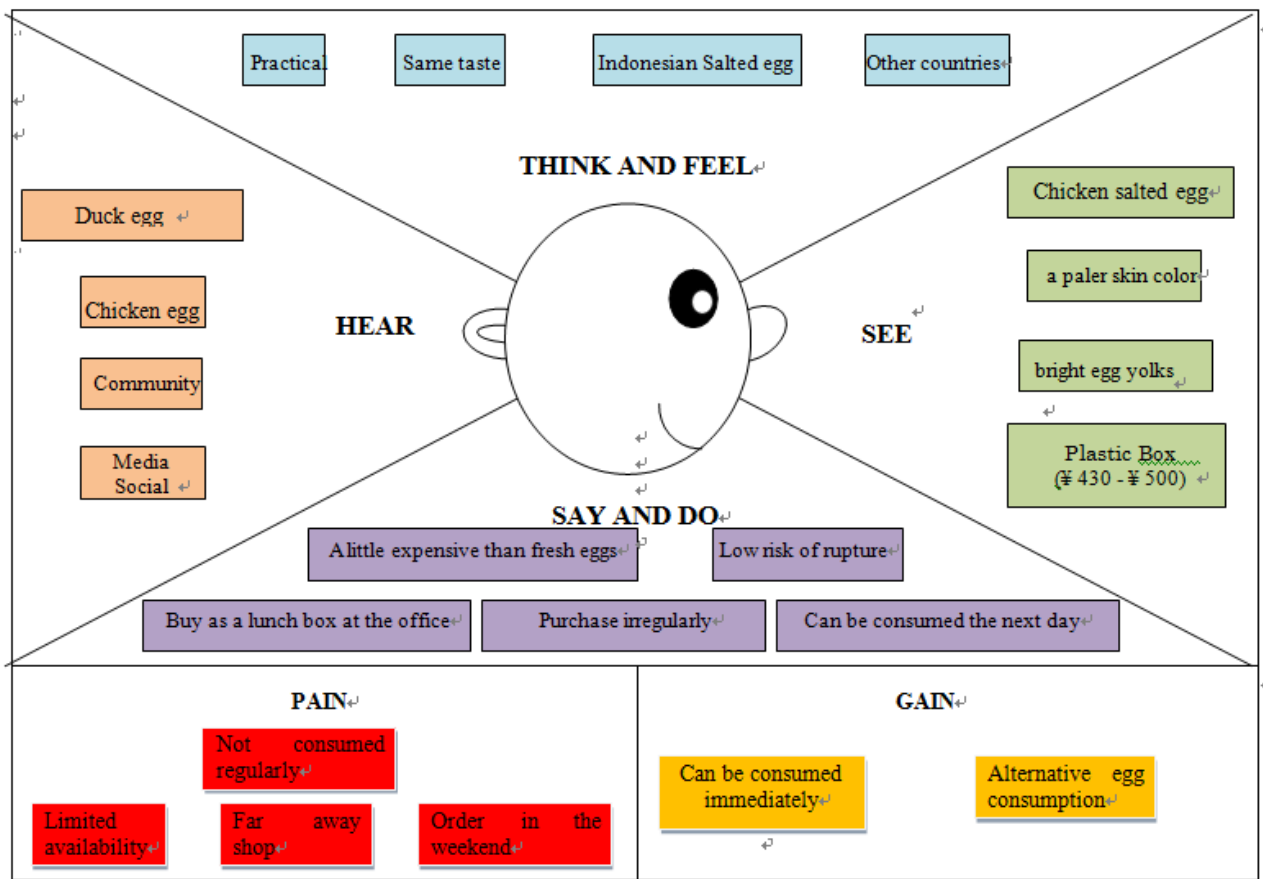 Practical
Same taste
Indonesian Salted egg
Other countries
THINK AND FEEL
Duck egg
Chicken egg
Community
Media
Social
HEAR
SEE
Chicken salted egg
a paler skin color
bright egg yolks
Plastic Box
(¥ 430 - ¥ 500)
SAY AND DO
Alittle expensive than fresh eggs
Low risk of rupture
Buy as a lunch box at the office
Purchase irregularly
Can be consumed the next day
PAIN
Not consumed
regularly
Limited
availability
Far away
shop
Order in the
weekend
GAIN
Can be consumed
immediately
Alternative egg
consumption